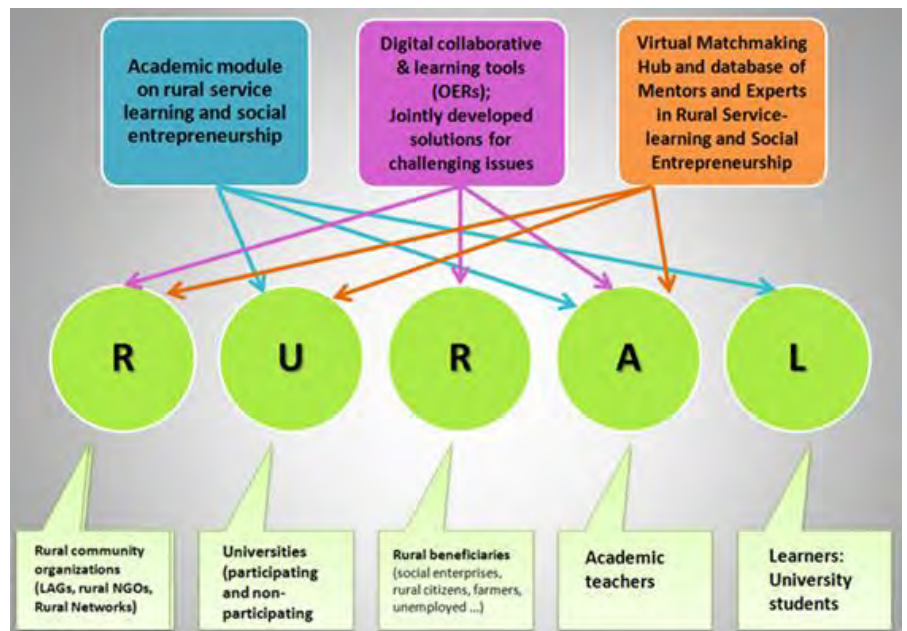 Academic module
on rural service
learning and social
entrepreneurship
Digital collaborative
& learning tools
(OERs);
Jointly developed
solutions for
challenging issues
Virtual Matchmaking
Hub and database of
Mentors and Experts
in Rural Service-
learning and Social
Entrepreneurship
R
U
R
A
L
Rural community
organizations
(LAGs, rural NGOs,
Rural Networks)
Universities
(participating
and non-
participating
Rural beneficiaries
(social enterprises,
rural citizens, farmers,
unemployed ...)
Academic
teachers
Learners:
University
students